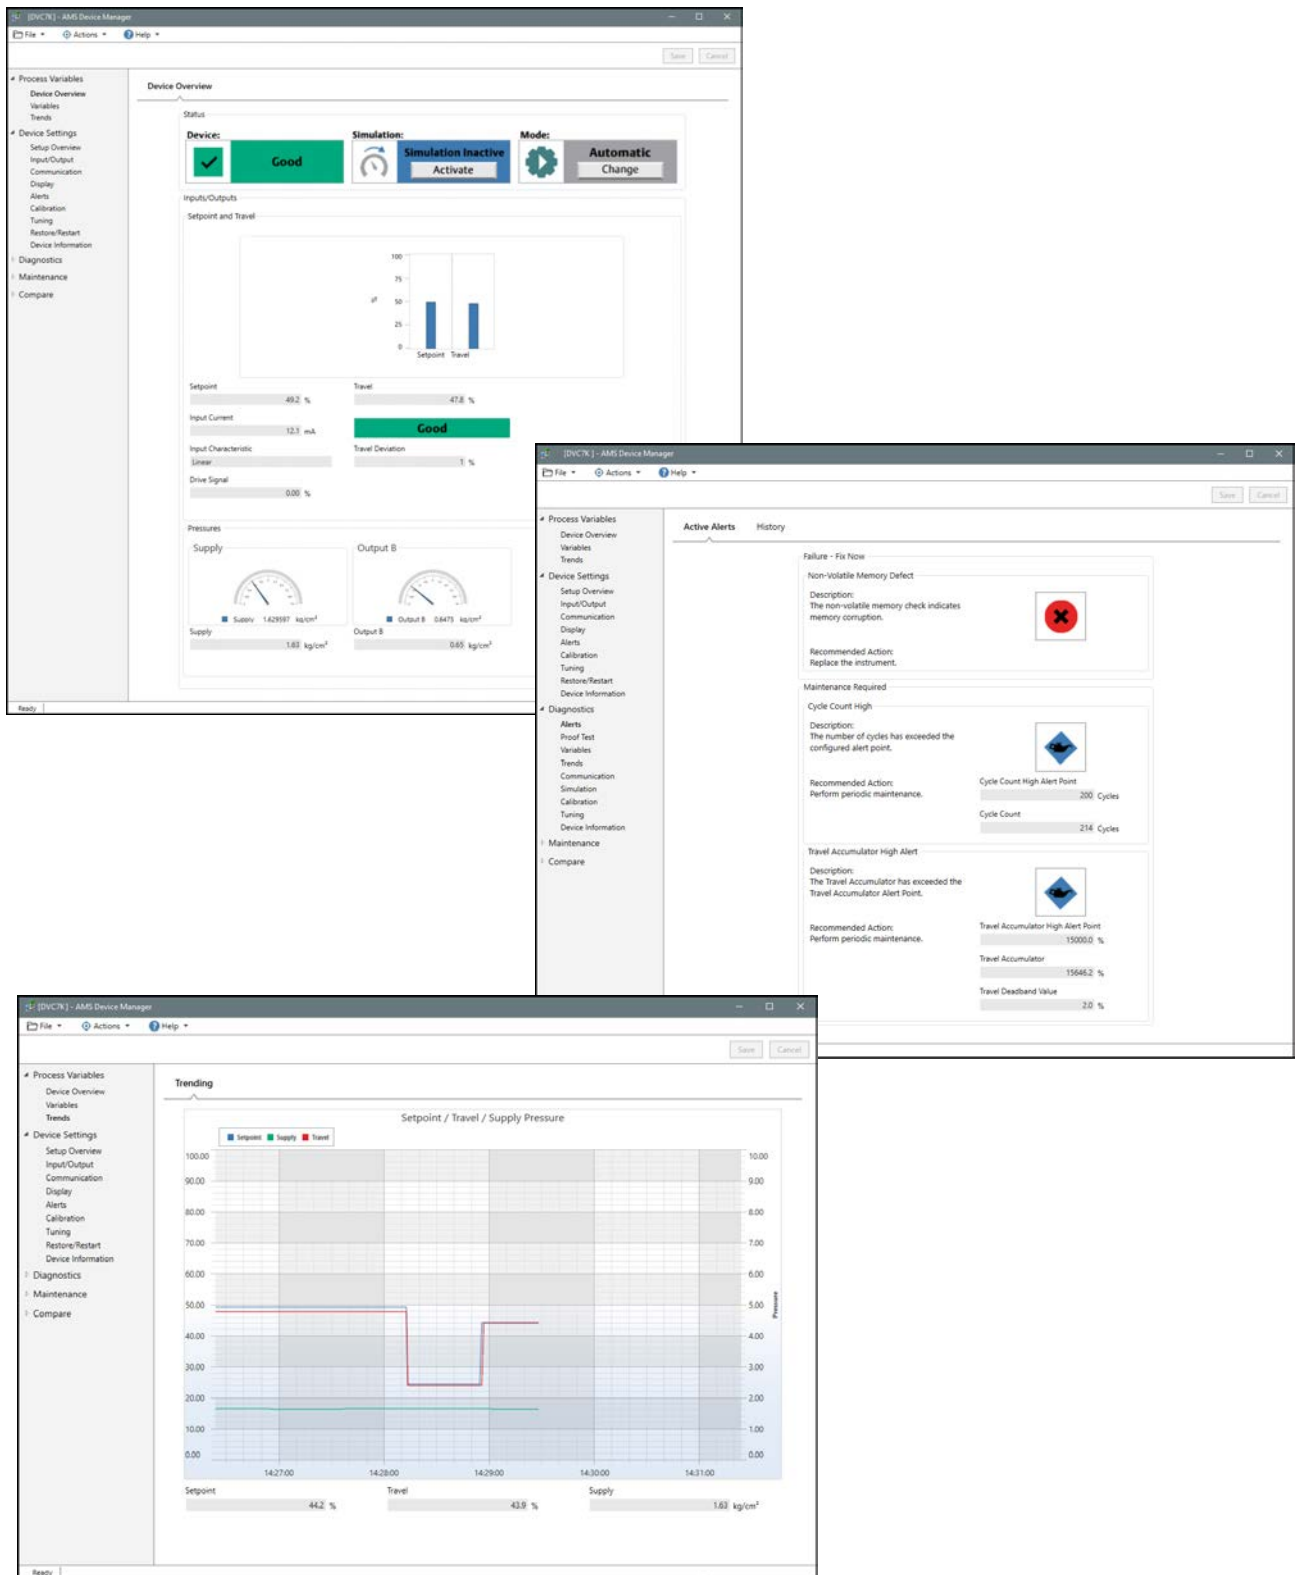 [DVC7K] - AMS Device Manager
File Actions Help
Save Cancel
Process Variables
Device Overview
Variables
Trends
Device Settings
Setup Overview
Input/Output
Communication
Display
Alerts
Calibration
Tuning
Restore/Restart
Device Information
Diagnostics
Maintenance
Compare
Device Overview
Status
Device: Simulation: Mode:
Good
Simulation Inactive
Activate
Automatic
Change
Inputs/Outputs
Setpoint and Travel
100
75
%
50
25
0
Setpoint Travel
Setpoint Travel
49.2 % 47.8 %
Input Current
12.3 mA Good
Input Characteristic Travel Deviation
Linear 1 %
Drive Signal
0.00 %
Pressures
Supply Output B
Supply 1.629597 kg/cm² Output B 0.6475 kg/cm²
Supply Output B
1.63 kg/cm² 0.65 kg/cm²
Ready
[DVC7K] - AMS Device Manager
File Actions Help
Save Cancel
Process Variables
Device Overview
Variables
Trends
Device Settings
Setup Overview
Input/Output
Communication
Display
Alerts
Calibration
Tuning
Restore/Restart
Device Information
Diagnostics
Alerts
Proof Test
Variables
Trends
Communication
Simulation
Calibration
Tuning
Device Information
Maintenance
Compare
Active Alerts History
Failure - Fix Now
Non-Volatile Memory Defect
Description:
The non-volatile memory check indicates
memory corruption.
Recommended Action:
Replace the instrument.
Maintenance Required
Cycle Count High
Description:
The number of cycles has exceeded the
configured alert point.
Recommended Action:
Perform periodic maintenance.
Cycle Count High Alert Point
200 Cycles
Cycle Count
214 Cycles
Travel Accumulator High Alert
Description:
The Travel Accumulator has exceeded the
Travel Accumulator Alert Point.
Recommended Action:
Perform periodic maintenance.
Travel Accumulator High Alert Point
15000.0 %
Travel Accumulator
15646.2 %
Travel Deadband Value
2.0 %
[DVC7K] - AMS Device Manager
File Actions Help
Save Cancel
Process Variables
Device Overview
Variables
Trends
Device Settings
Setup Overview
Input/Output
Communication
Display
Alerts
Calibration
Tuning
Restore/Restart
Device Information
Diagnostics
Maintenance
Compare
Trending
Setpoint / Travel / Supply Pressure
Setpoint Supply Travel
100.00 10.00
90.00 9.00
80.00 8.00
70.00 7.00
60.00 6.00
50.00 5.00
Pressure
40.00 4.00
30.00 3.00
20.00 2.00
10.00 1.00
0.00 0.00
14:27:00 14:28:00 14:29:00 14:30:00 14:31:00
Setpoint Travel Supply
44.2 % 43.9 % 1.63 kg/cm²
Ready